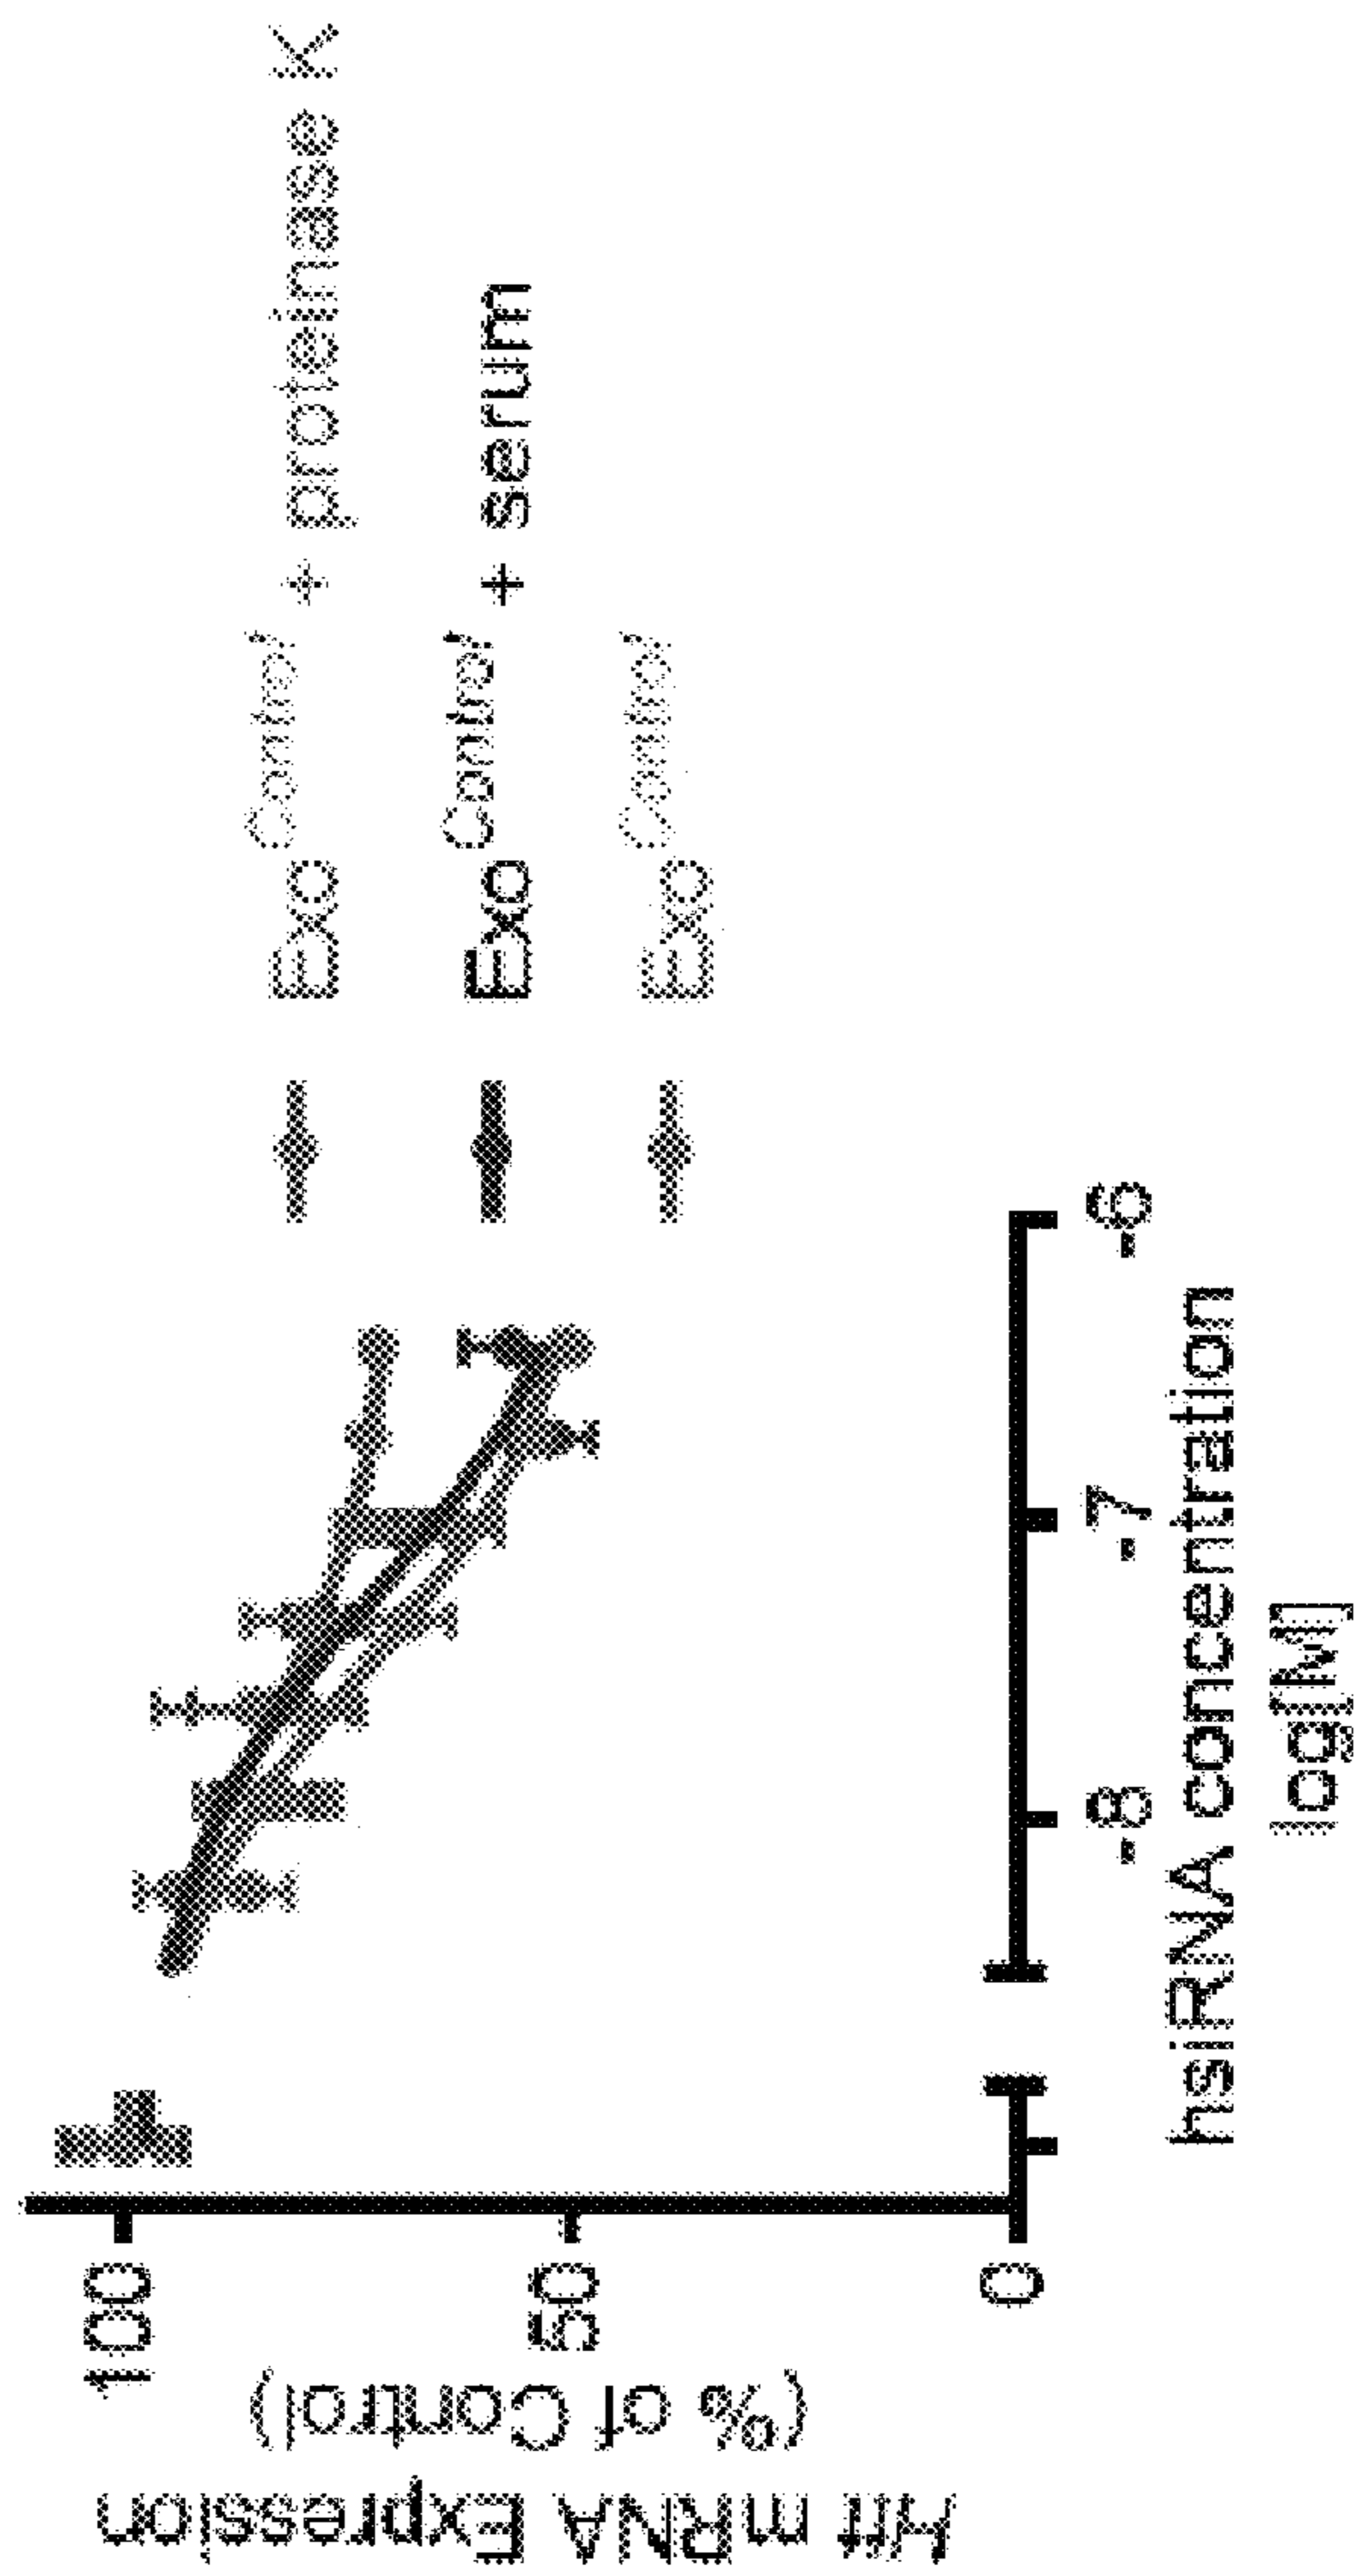 Htt mRNA Expression
(% of Control)
100
50
0
-8
-7
-6
hsiRNA concentration
log[M]
Exo Control + proteinase K
Exo Control + serum
Exo Control